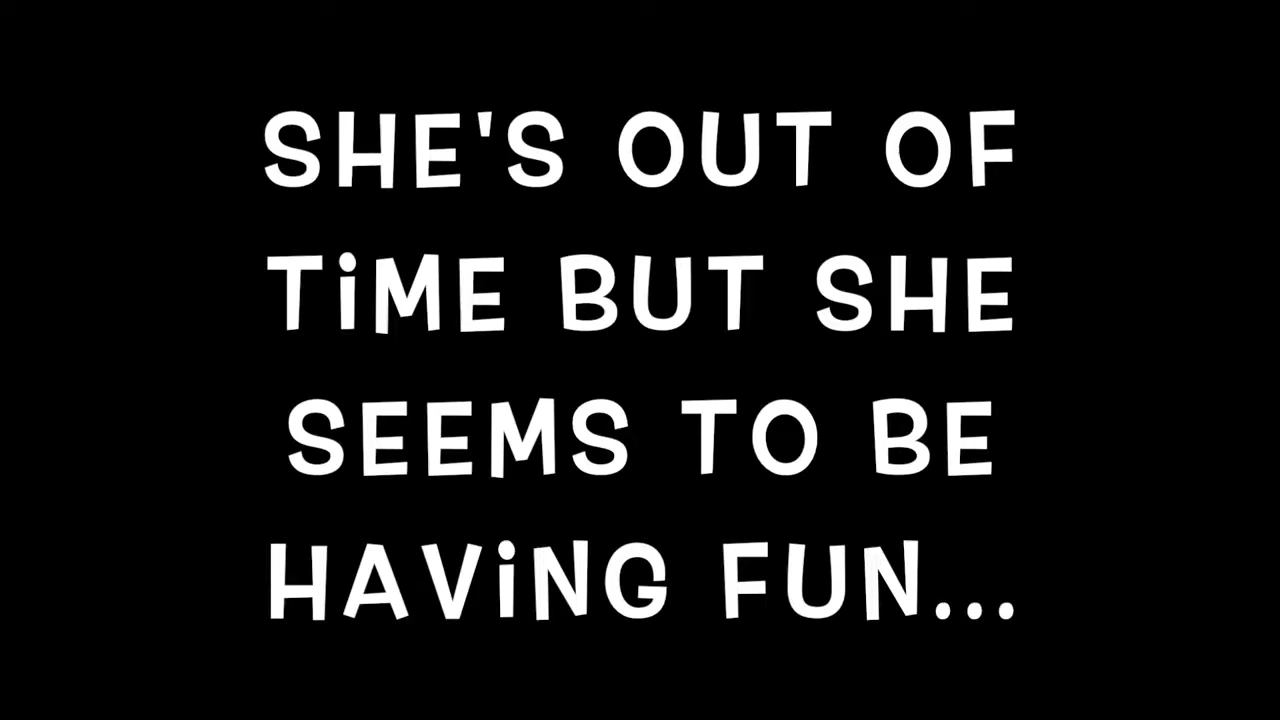 SHE'S OUT OF
TiME BUT SHE
SEEMS TO BE
HAViNG FUN...